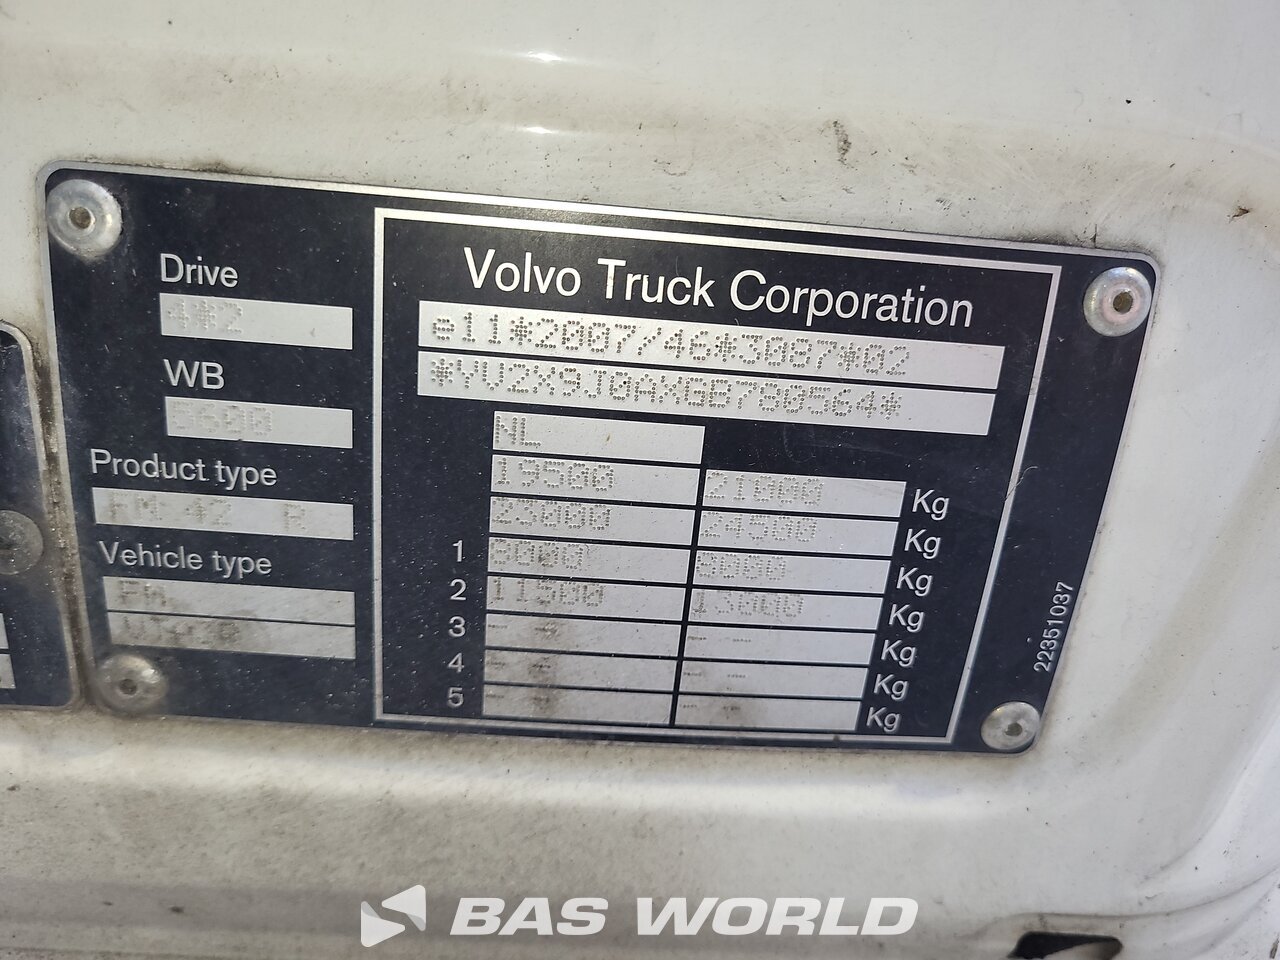 Volvo Truck Corporation
e11*2007/46*3087*02
*YV2X9J0AXGB780564*
Drive
4*2
WB
3600
Product type
FM 42 R
Vehicle type
FM
NL
19500 21000 Kg
23000 24500 Kg
1 8000 8000 Kg
2 11500 13000 Kg
3 Kg
4 Kg
5 Kg
22351037
BAS WORLD